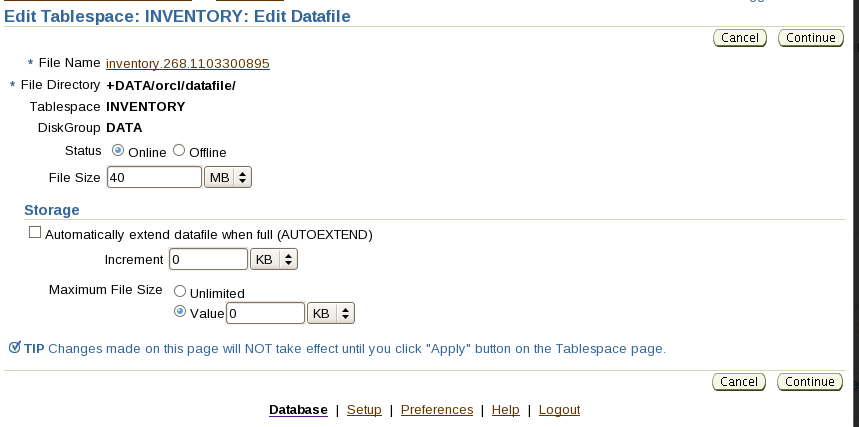 Edit Tablespace: INVENTORY: Edit Datafile
Cancel Continue
* File Name inventory.268.1103300895
* File Directory +DATA/orcl/datafile/
Tablespace INVENTORY
DiskGroup DATA
Status Online Offline
File Size 40 MB
Storage
Automatically extend datafile when full (AUTOEXTEND)
Increment 0 KB
Maximum File Size Unlimited
Value 0 KB
TIP Changes made on this page will NOT take effect until you click "Apply" button on the Tablespace page.
Cancel Continue
Database | Setup | Preferences | Help | Logout